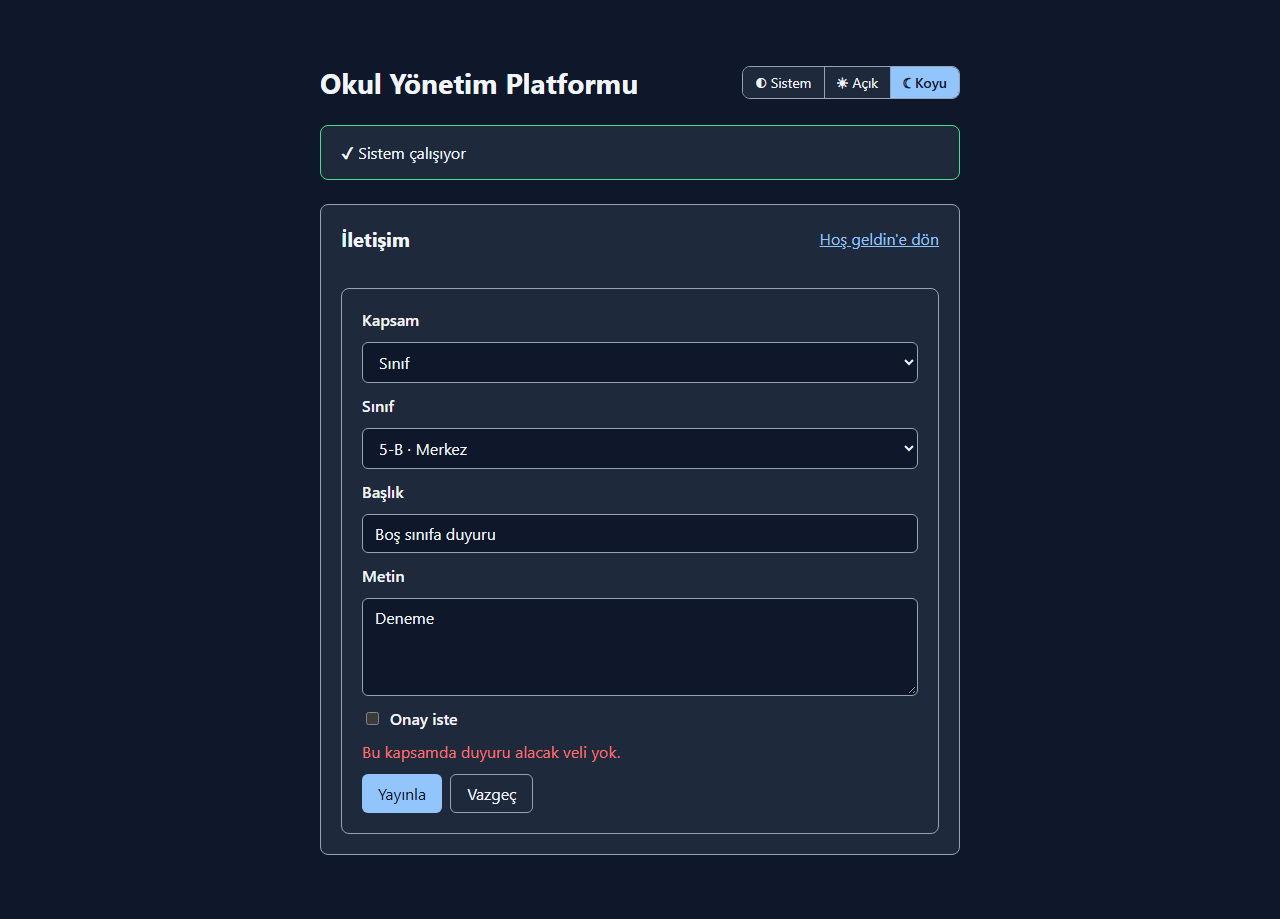 Okul Yönetim Platformu
◐ Sistem ☀ Açık ☾ Koyu
✓ Sistem çalışıyor
İletişim
Hoş geldin'e dön
Kapsam
Sınıf
Sınıf
5-B · Merkez
Başlık
Boş sınıfa duyuru
Metin
Deneme
Onay iste
Bu kapsamda duyuru alacak veli yok.
Yayınla Vazgeç